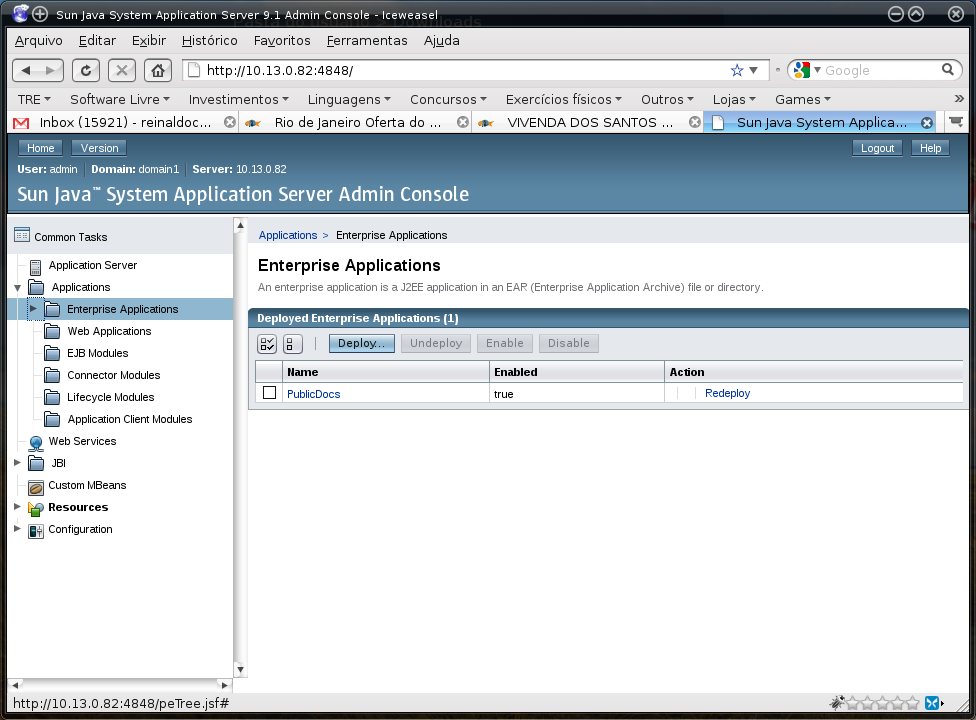 Sun Java System Application Server 9.1 Admin Console - Iceweasel
Arquivo Editar Exibir Histórico Favoritos Ferramentas Ajuda
http://10.13.0.82:4848/ Google
TRE Software Livre Investimentos Linguagens Concursos Exercícios físicos Outros Lojas Games »
Inbox (15921) - reinaldoc... Rio de Janeiro Oferta do ... VIVENDA DOS SANTOS ... Sun Java System Applica...
Home Version Logout Help
User: admin Domain: domain1 Server: 10.13.0.82
Sun Java™ System Application Server Admin Console
Common Tasks
Application Server
Applications
Enterprise Applications
Web Applications
EJB Modules
Connector Modules
Lifecycle Modules
Application Client Modules
Web Services
JBI
Custom MBeans
Resources
Configuration
Applications > Enterprise Applications
Enterprise Applications
An enterprise application is a J2EE application in an EAR (Enterprise Application Archive) file or directory.
Deployed Enterprise Applications (1)
Deploy... Undeploy Enable Disable
Name Enabled Action
PublicDocs true Redeploy
http://10.13.0.82:4848/peTree.jsf#